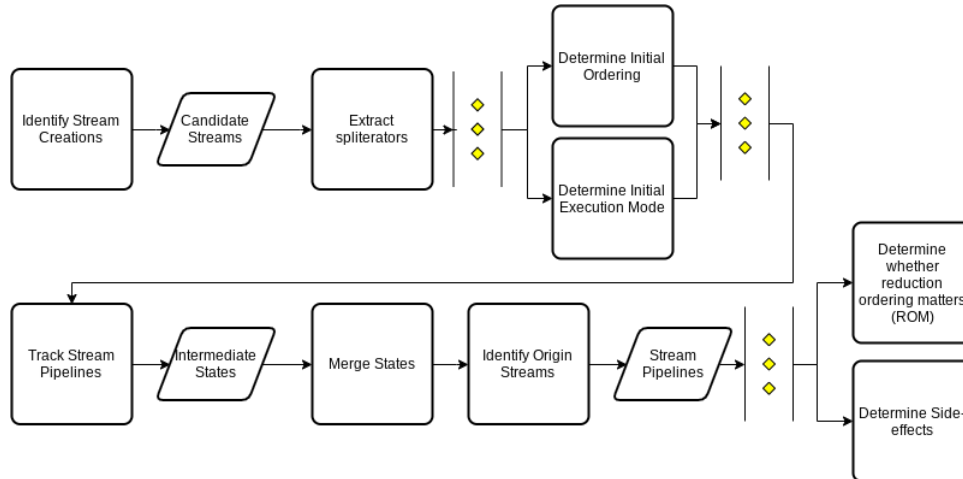 Identify Stream
Creations
Candidate
Streams
Extract
spliterators
Determine Initial
Ordering
Determine Initial
Execution Mode
Track Stream
Pipelines
Intermediate
States
Merge States
Identify Origin
Streams
Stream
Pipelines
Determine
whether
reduction
ordering matters
(ROM)
Determine Side-
effects